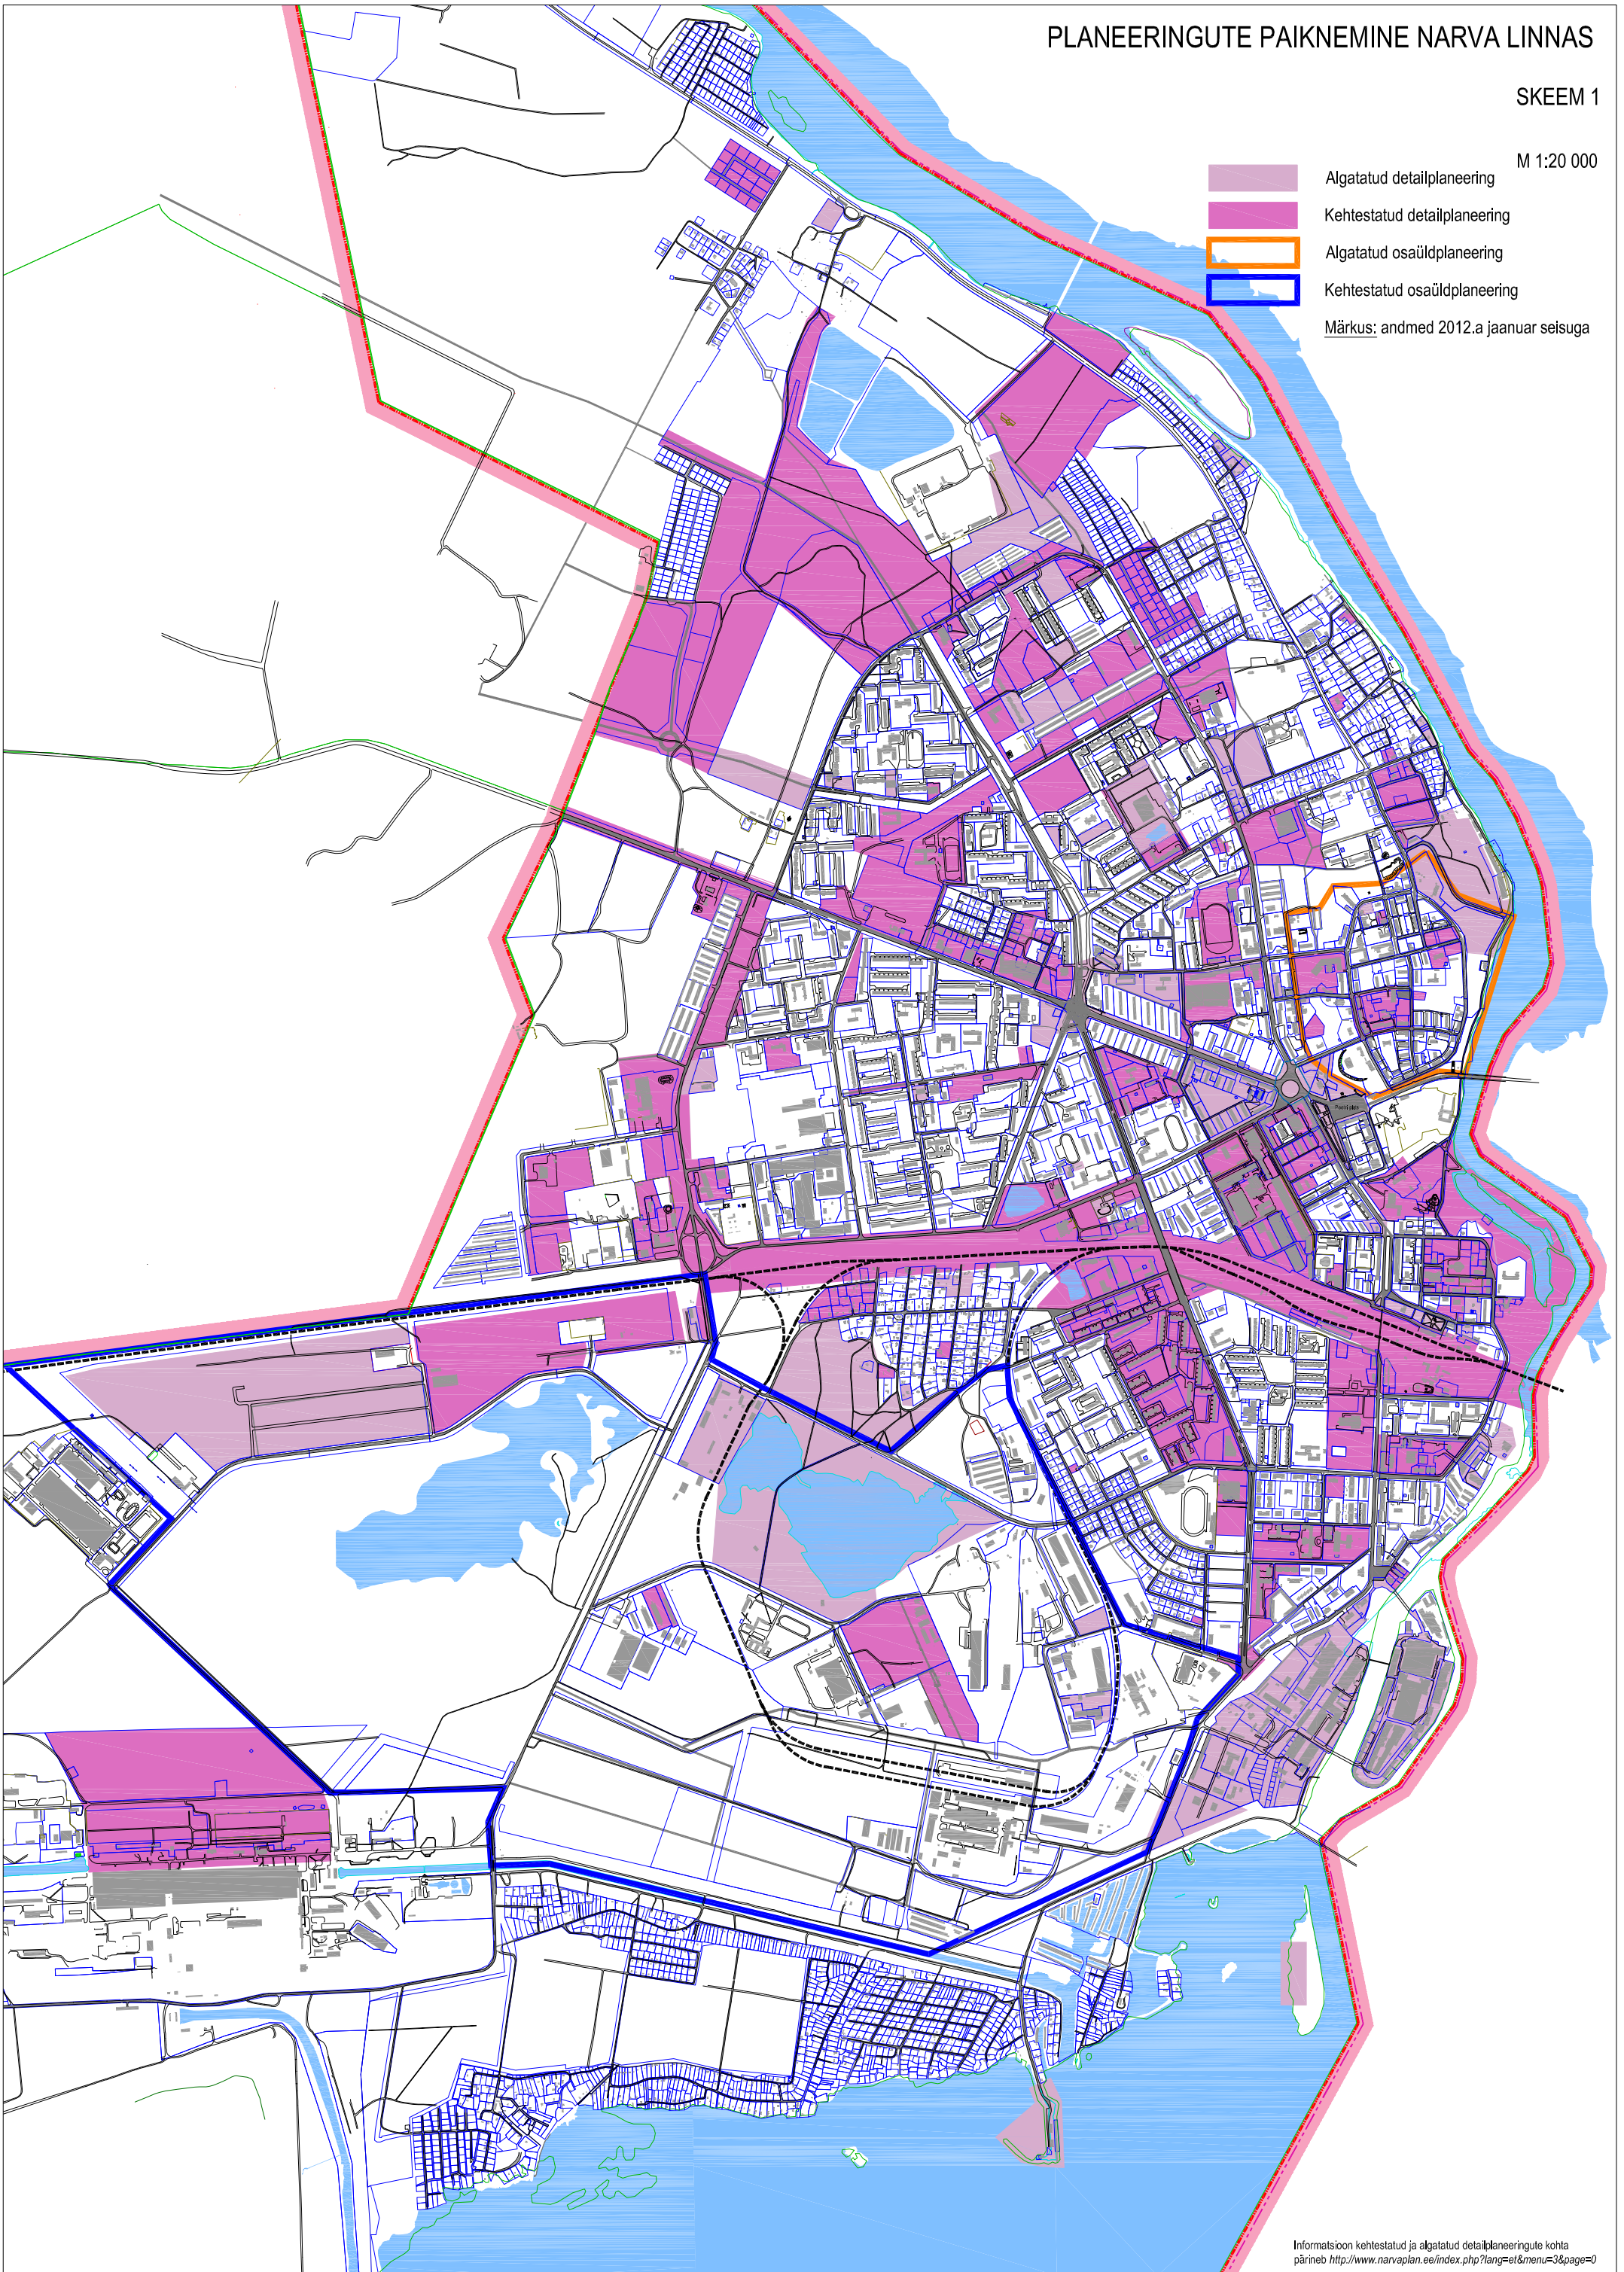 PLANEERINGUTE PAIKNEMINE NARVA LINNAS
SKEEM 1
M 1:20 000
Algatatud detailplaneering
Kehtestatud detailplaneering
Algatatud osaüldplaneering
Kehtestatud osaüldplaneering
Märkus: andmed 2012.a jaanuar seisuga
Informatsioon kehtestatud ja algatatud detailplaneeringute kohta
pärineb http://www.narvaplan.ee/index.php?lang=et&menu=3&page=0